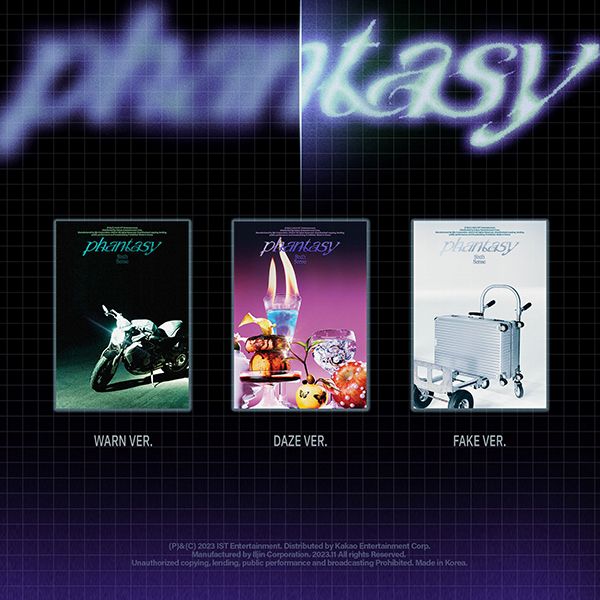 phantasy
phantasy
Sixth
Sense
phantasy
Sixth
Sense
phantasy
Sixth
Sense
WARN VER.
DAZE VER.
FAKE VER.
(P)&(C) 2023 IST Entertainment. Distributed by Kakao Entertainment Corp.
Manufactured by Iljin Corporation. 2023.11 All rights Reserved.
Unauthorized copying, lending, public performance and broadcasting Prohibited. Made in Korea.